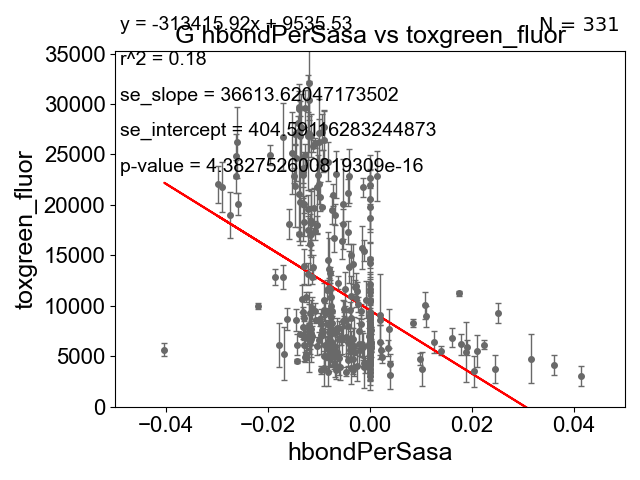 y = -313415.92x + 9535.53
N = 331
G hbondPerSasa vs toxgreen_fluor
r^2 = 0.18
se_slope = 36613.62047173502
se_intercept = 404.59116283244873
p-value = 4.382752600819309e-16
35000
30000
25000
20000
15000
10000
5000
0
toxgreen_fluor
−0.04
−0.02
0.00
0.02
0.04
hbondPerSasa